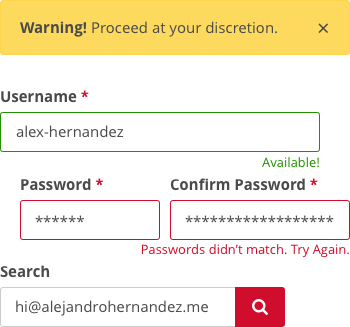 Warning! Proceed at your discretion. ×
Username *
alex-hernandez
Available!
Password * Confirm Password *
****** ******************
Passwords didn’t match. Try Again.
Search
hi@alejandrohernandez.me